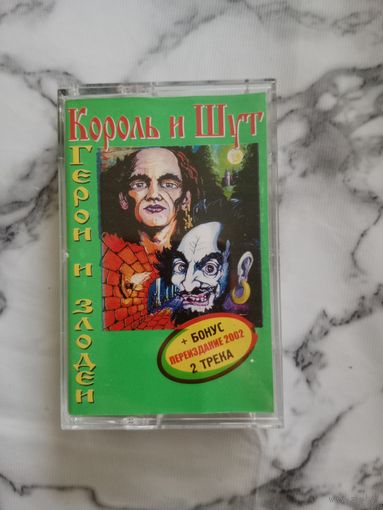 Король и Шут
Герои и злодеи
+ БОНУС
ПЕРЕИЗДАНИЕ 2002
2 ТРЕКА